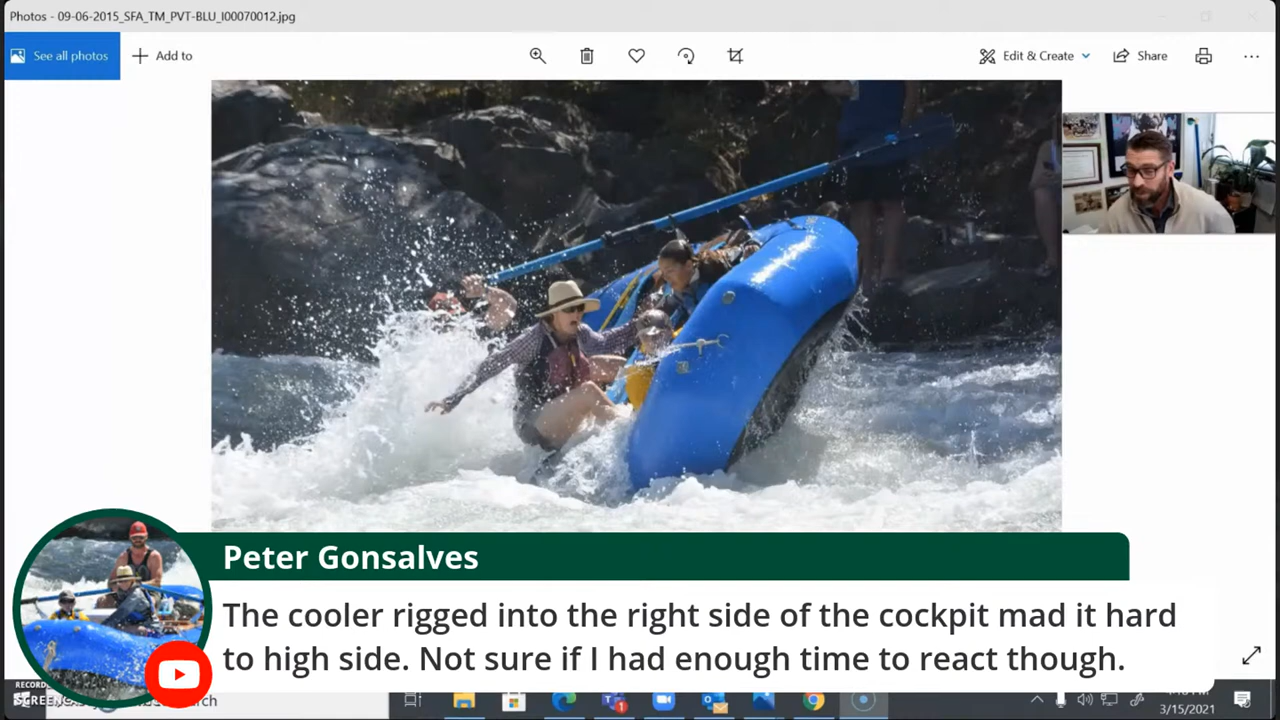 Photos - 09-06-2015_SFA_TM_PVT-BLU_I00070012.jpg
See all photos
Add to
Edit & Create
Share
Peter Gonsalves
The cooler rigged into the right side of the cockpit mad it hard
to high side. Not sure if I had enough time to react though.
3/15/2021